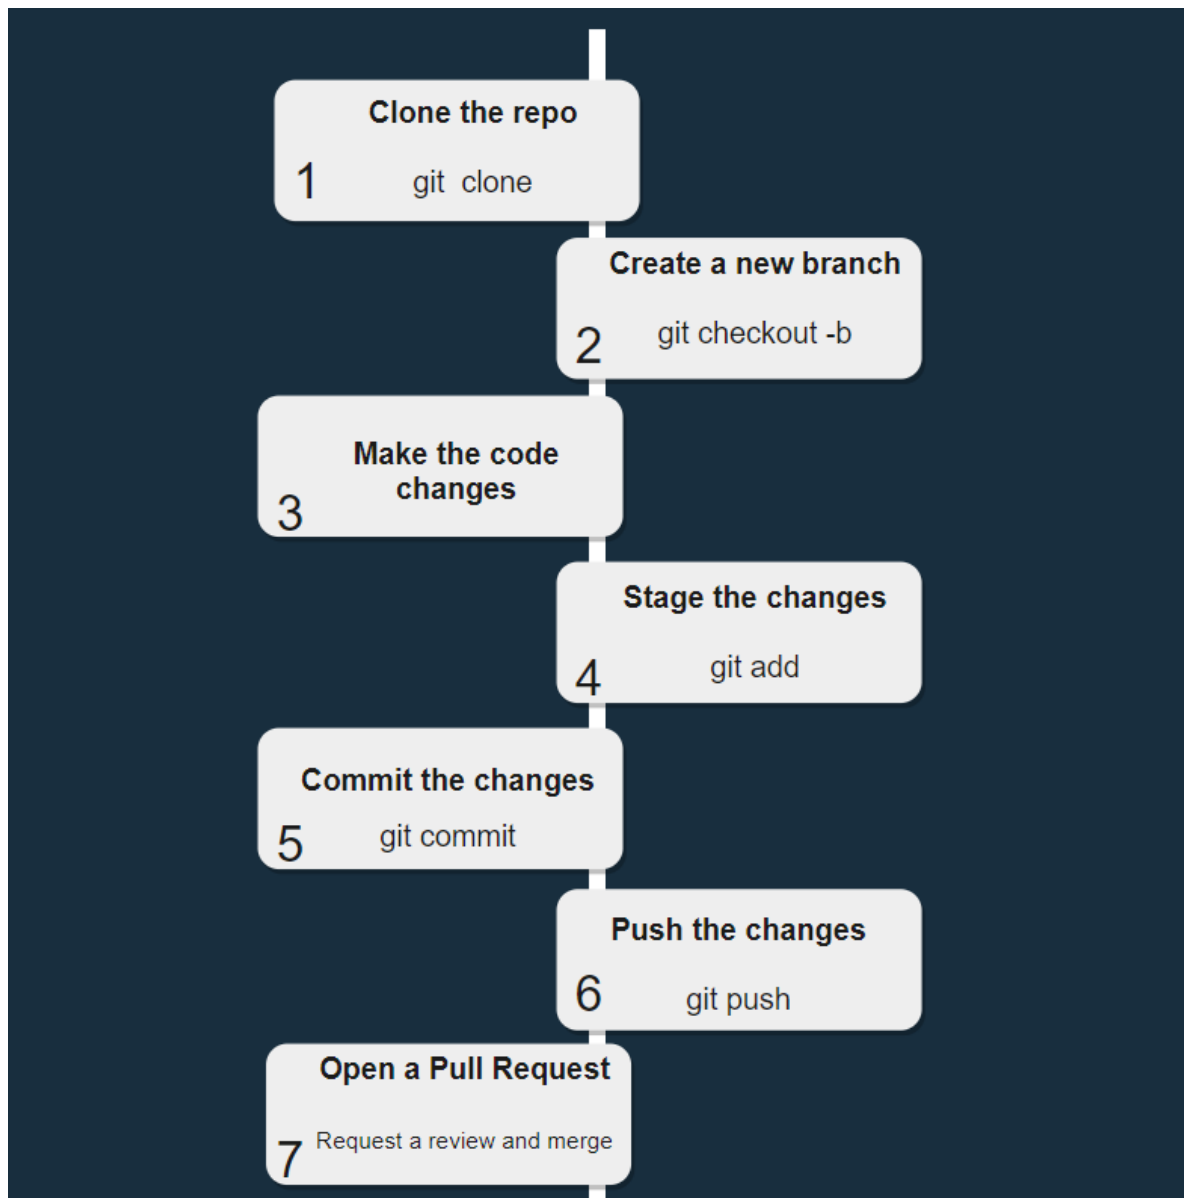 Clone the repo
1
git clone
Create a new branch
2
git checkout -b
Make the code
changes
3
Stage the changes
4
git add
Commit the changes
5
git commit
Push the changes
6
git push
Open a Pull Request
7
Request a review and merge